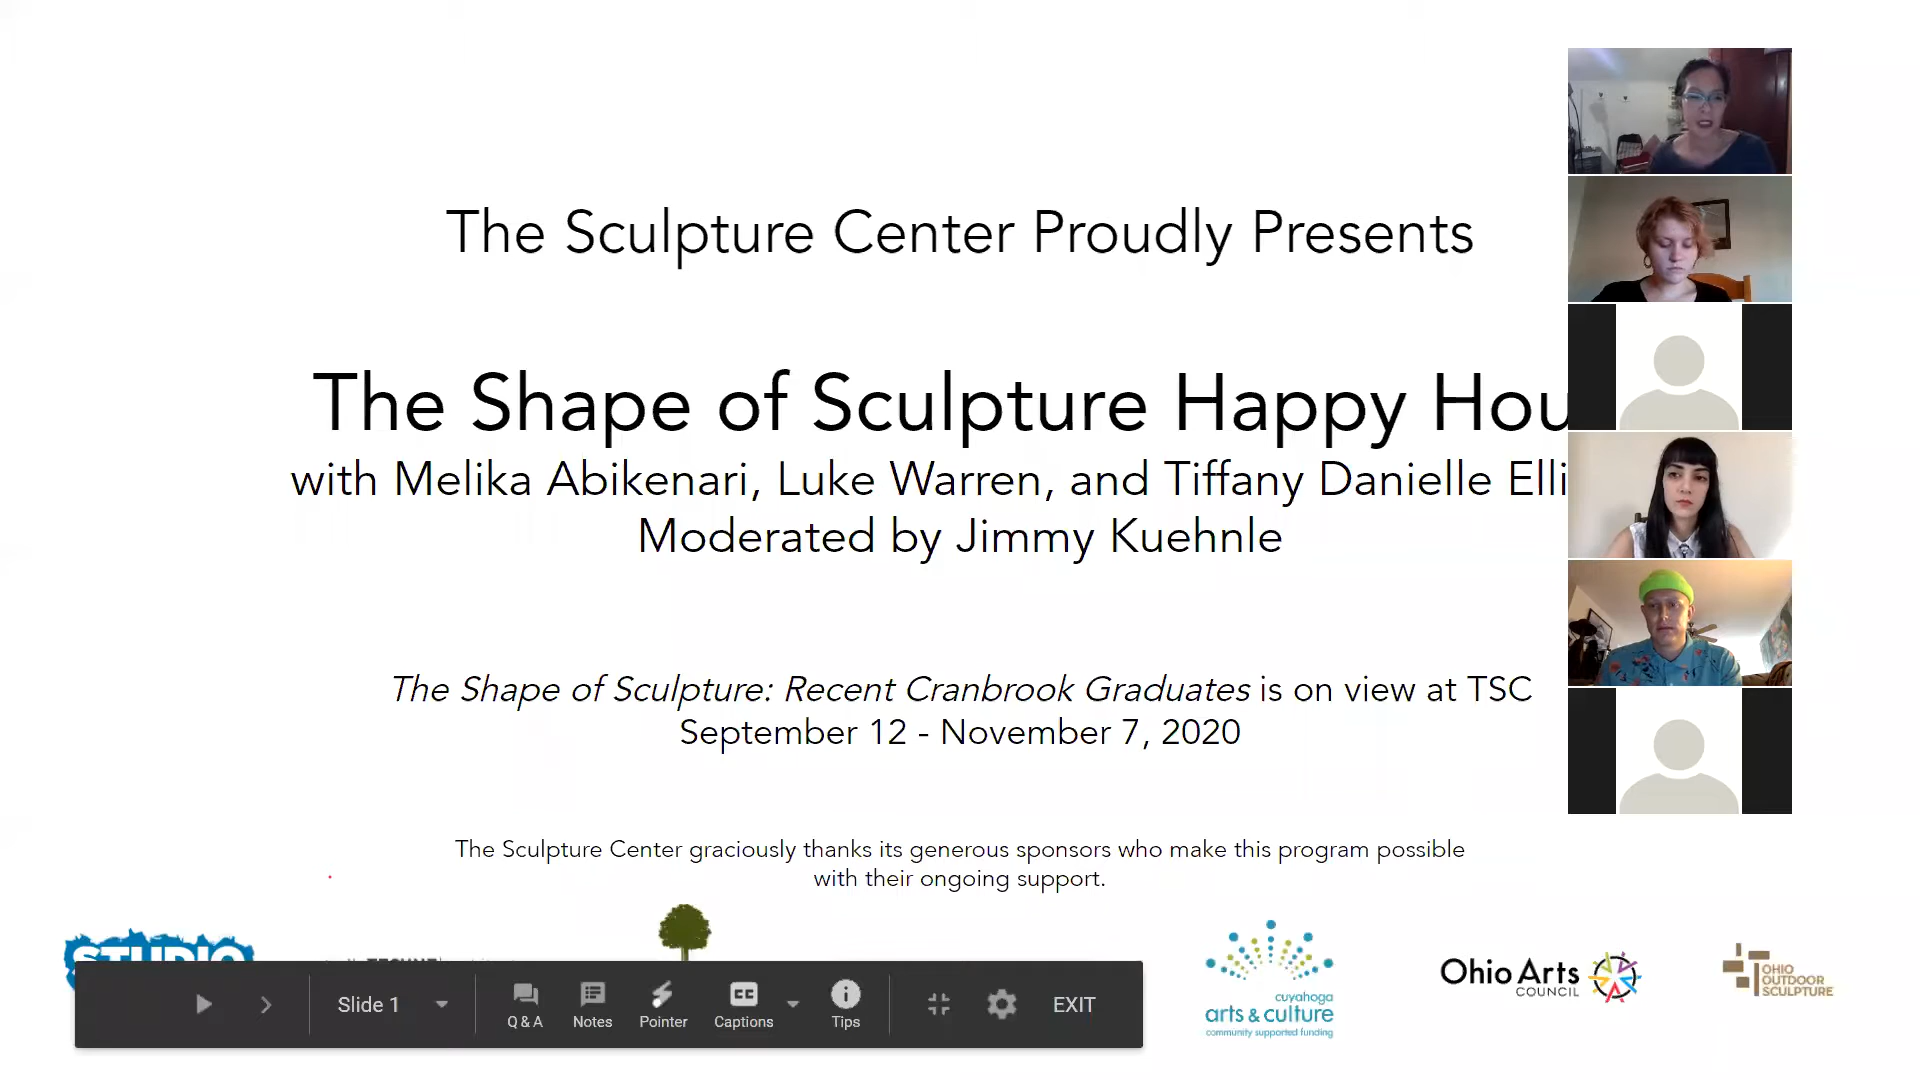 The Sculpture Center Proudly Presents
The Shape of Sculpture Happy Hou
with Melika Abikenari, Luke Warren, and Tiffany Danielle Elli
Moderated by Jimmy Kuehnle
The Shape of Sculpture: Recent Cranbrook Graduates is on view at TSC
September 12 - November 7, 2020
The Sculpture Center graciously thanks its generous sponsors who make this program possible
with their ongoing support.
STUDIO
Slide 1
Q & A
Notes
Pointer
CC
Captions
Tips
EXIT
cuyahoga
arts & culture
community supported funding
Ohio Arts
COUNCIL
OHIO
OUTDOOR
SCULPTURE